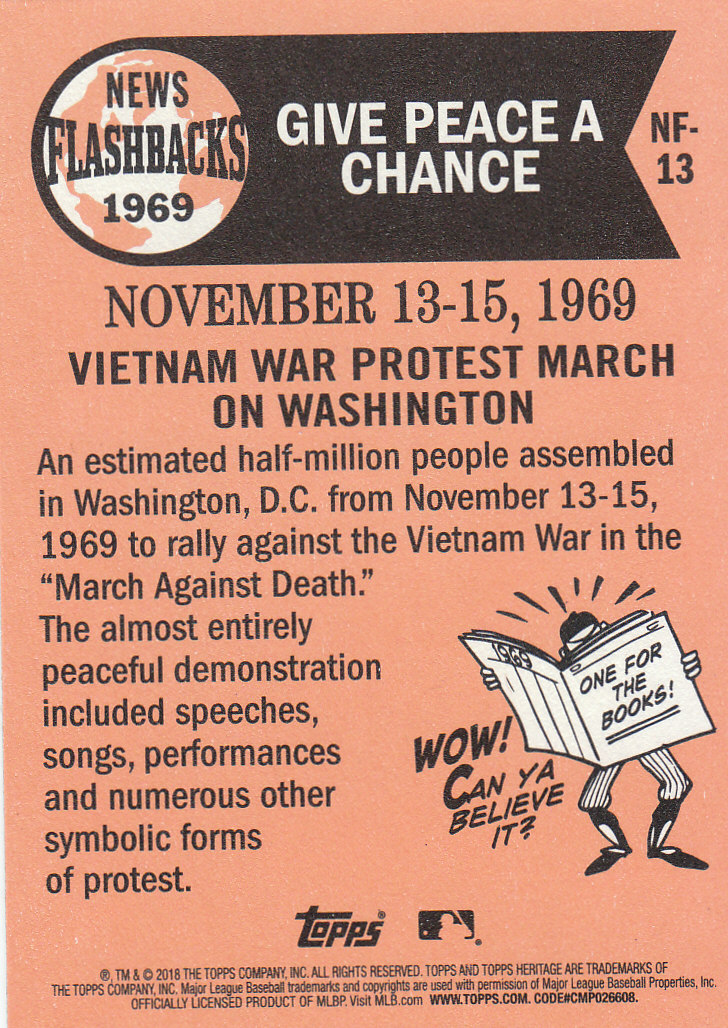 NEWS
FLASHBACKS
1969
GIVE PEACE A
CHANCE
NF-
13
NOVEMBER 13-15, 1969
VIETNAM WAR PROTEST MARCH
ON WASHINGTON
An estimated half-million people assembled
in Washington, D.C. from November 13-15,
1969 to rally against the Vietnam War in the
“March Against Death.”
The almost entirely
peaceful demonstration
included speeches,
songs, performances
and numerous other
symbolic forms
of protest.
1969
ONE FOR
THE
BOOKS!
WOW!
CAN YA
BELIEVE
IT?
TOPPS®
®, TM & © 2018 THE TOPPS COMPANY, INC. ALL RIGHTS RESERVED. TOPPS AND TOPPS HERITAGE ARE TRADEMARKS OF
THE TOPPS COMPANY, INC. Major League Baseball trademarks and copyrights are used with permission of Major League Baseball Properties, Inc.
OFFICIALLY LICENSED PRODUCT OF MLBP. Visit MLB.com WWW.TOPPS.COM. CODE#CMP026608.